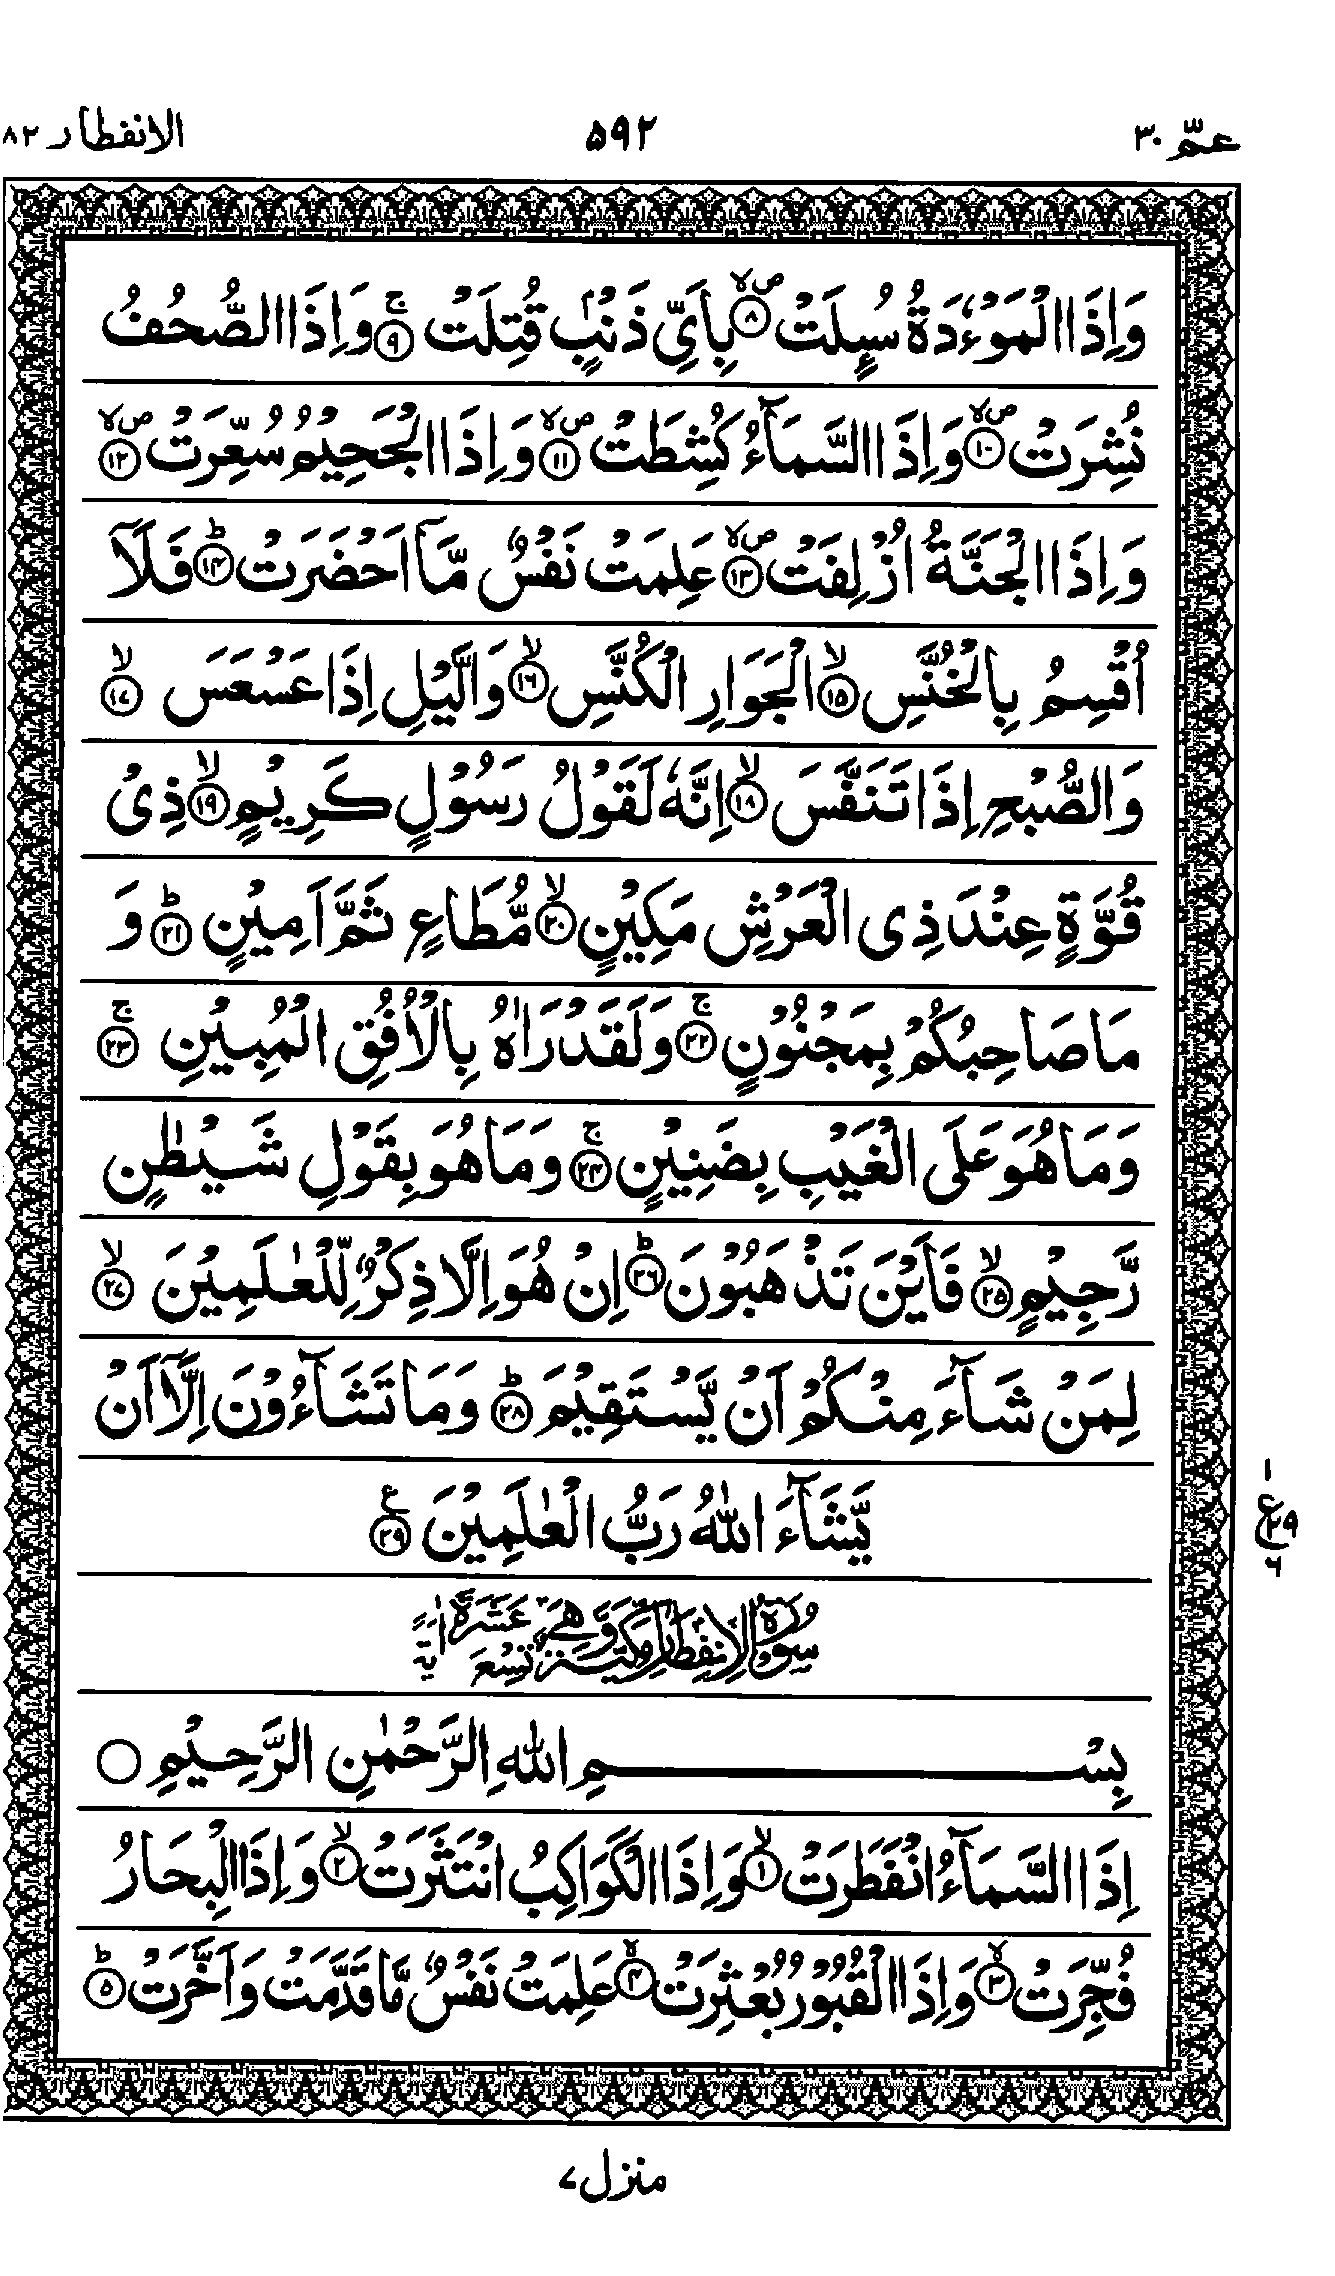 عمّ ٣٠
٥٩٢
الانفطار ٨٢
وَاِذَا الْمَوْءٗدَةُ سُىِٕلَتْ ۪ۙ‏ ﴿٨﴾ بِاَىِّ ذَنْۢبٍ قُتِلَتْ‌ۚ ﴿٩﴾ وَاِذَا الصُّحُفُ
نُشِرَتْ ۪ۙ‏ ﴿١٠﴾ وَاِذَا السَّمَآءُ كُشِطَتْ ۪ۙ‏ ﴿١١﴾ وَاِذَا الْجَحِيْمُ سُعِّرَتْ ۪ۙ‏ ﴿١٢﴾
وَاِذَا الْجَنَّةُ اُزْلِفَتْ ۪ۙ‏ ﴿١٣﴾ عَلِمَتْ نَفْسٌ مَّاۤ اَحْضَرَتْؕ‏ ﴿١٤﴾ فَلَاۤ
اُقْسِمُ بِالْخُنَّسِۙ‏ ﴿١٥﴾ الْجَوَارِ الْكُنَّسِۙ‏ ﴿١٦﴾ وَالَّيْلِ اِذَا عَسْعَسَۙ‏ ﴿١٧﴾
وَالصُّبْحِ اِذَا تَنَفَّسَۙ‏ ﴿١٨﴾ اِنَّهٗ لَقَوْلُ رَسُوْلٍ كَرِيْمٍۙ‏ ﴿١٩﴾ ذِىْ
قُوَّةٍ عِنْدَ ذِى الْعَرْشِ مَكِيْنٍۙ‏ ﴿٢٠﴾ مُّطَاعٍ ثَمَّ اَمِيْنٍؕ‏ ﴿٢١﴾ وَ
مَا صَاحِبُكُمْ بِمَجْنُوْنٍ‌ۚ ﴿٢٢﴾ وَلَقَدْ رَاٰهُ بِالْاُفُقِ الْمُبِيْنِ‌ۚ ﴿٢٣﴾
وَمَا هُوَ عَلَى الْغَيْبِ بِضَنِيْنٍ‌ۚ ﴿٢٤﴾ وَمَا هُوَ بِقَوْلِ شَيْطٰنٍ
رَّجِيْمٍۙ‏ ﴿٢٥﴾ فَاَيْنَ تَذْهَبُوْنَؕ‏ ﴿٢٦﴾ اِنْ هُوَ اِلَّا ذِكْرٌ لِّلْعٰلَمِيْنَۙ‏ ﴿٢٧﴾
لِمَنْ شَآءَ مِنْكُمْ اَنْ يَّسْتَقِيْمَؕ‏ ﴿٢٨﴾ وَمَا تَشَآءُوْنَ اِلَّاۤ اَنْ
يَّشَآءَ اللّٰهُ رَبُّ الْعٰلَمِيْنَ ﴿٢٩﴾ ع
١
ع ٢٩
٦
سُوْرَةُ الْاِنْفِطَارِ مَكِّيَّةٌ وَّهِىَ تِسْعَ عَشَرَةَ اٰيَةً
بِسْمِ اللّٰهِ الرَّحْمٰنِ الرَّحِيْمِ ○
اِذَا السَّمَآءُ انْفَطَرَتْۙ‏ ﴿١﴾ وَاِذَا الْكَوَاكِبُ انْتَثَرَتْۙ‏ ﴿٢﴾ وَاِذَا الْبِحَارُ
فُجِّرَتْۙ‏ ﴿٣﴾ وَاِذَا الْقُبُوْرُ بُعْثِرَتْۙ‏ ﴿٤﴾ عَلِمَتْ نَفْسٌ مَّا قَدَّمَتْ وَاَخَّرَتْؕ‏ ﴿٥﴾
منزل ٧